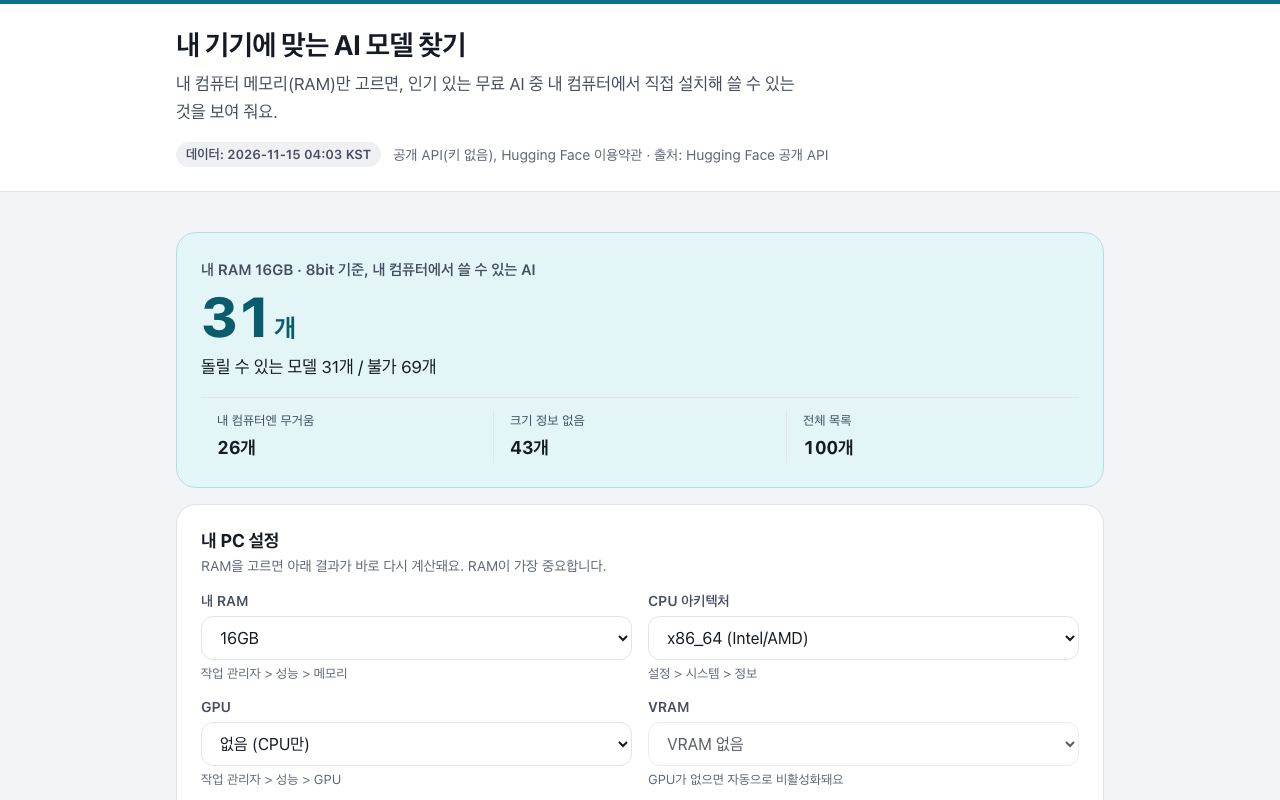 내 기기에 맞는 AI 모델 찾기
내 컴퓨터 메모리(RAM)만 고르면, 인기 있는 무료 AI 중 내 컴퓨터에서 직접 설치해 쓸 수 있는
것을 보여 줘요.
데이터: 2026-11-15 04:03 KST 공개 API(키 없음), Hugging Face 이용약관 · 출처: Hugging Face 공개 API
내 RAM 16GB · 8bit 기준, 내 컴퓨터에서 쓸 수 있는 AI
31개
돌릴 수 있는 모델 31개 / 불가 69개
내 컴퓨터엔 무거움 크기 정보 없음 전체 목록
26개 43개 100개
내 PC 설정
RAM을 고르면 아래 결과가 바로 다시 계산돼요. RAM이 가장 중요합니다.
내 RAM CPU 아키텍처
16GB x86_64 (Intel/AMD)
작업 관리자 > 성능 > 메모리 설정 > 시스템 > 정보
GPU VRAM
없음 (CPU만) VRAM 없음
작업 관리자 > 성능 > GPU GPU가 없으면 자동으로 비활성화돼요